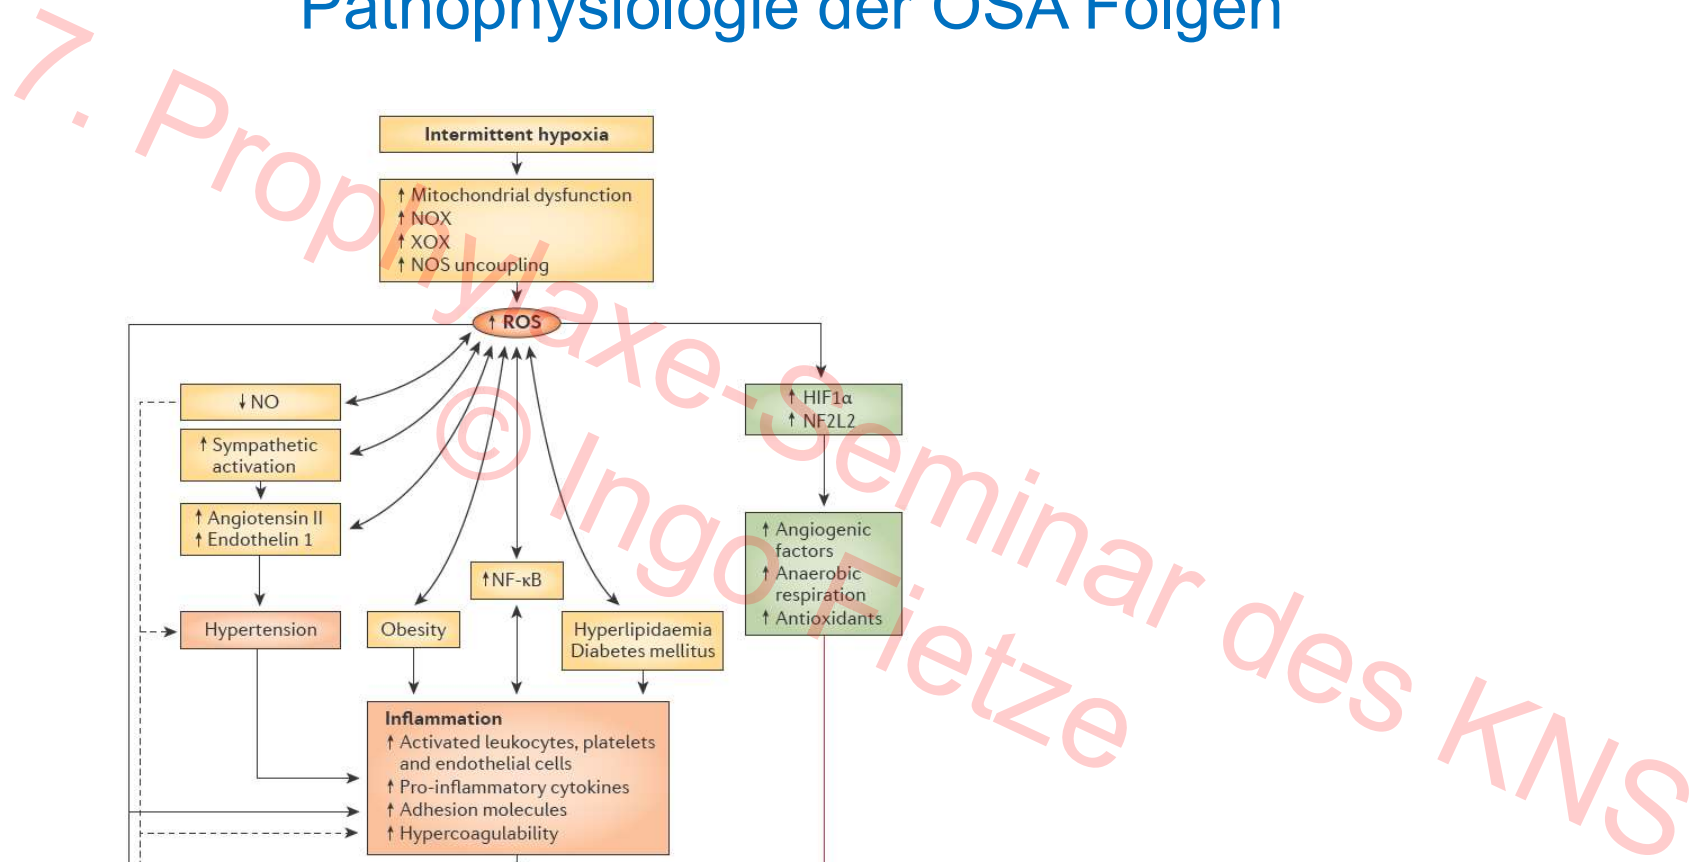 Pathophysiologie der OSA Folgen
7. Prophylaxe-Seminar des KNS
© Ingo Fietze
Intermittent hypoxia
↑ Mitochondrial dysfunction
↑ NOX
↑ XOX
↑ NOS uncoupling
↑ ROS
↓ NO
↑ Sympathetic
activation
↑ Angiotensin II
↑ Endothelin 1
Hypertension
Obesity
↑ NF-κB
Hyperlipidaemia
Diabetes mellitus
↑ HIF1α
↑ NF2L2
↑ Angiogenic
factors
↑ Anaerobic
respiration
↑ Antioxidants
Inflammation
↑ Activated leukocytes, platelets
and endothelial cells
↑ Pro-inflammatory cytokines
↑ Adhesion molecules
↑ Hypercoagulability